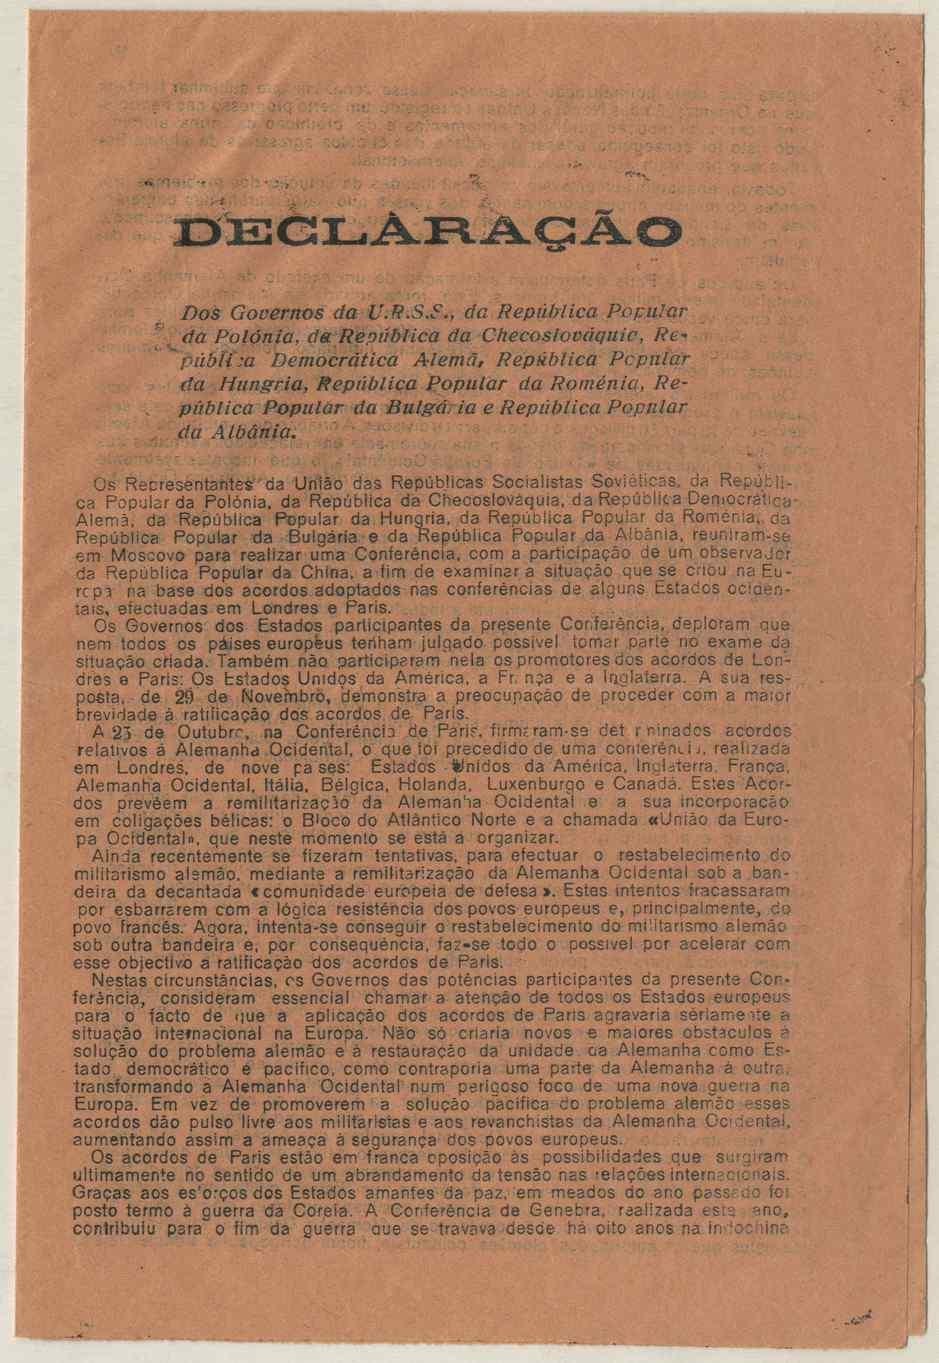 DECLARAÇÃO
Dos Governos da U.R.S.S., da República Popular
da Polónia, da República da Checoslováquia, Re-
pública Democrática Alemã, República Popular
da Hungria, República Popular da Roménia, Re-
pública Popular da Bulgária e República Popular
da Albânia.
Os Representantes da União das Repúblicas Socialistas Soviéticas, da Repúbli-
ca Popular da Polónia, da República da Checoslováquia, da República Democrática
Alemã, da República Popular da Hungria, da República Popular da Roménia, da
República Popular da Bulgária e da República Popular da Albânia, reuniram-se
em Moscovo para realizar uma Conferência, com a participação de um observador
da República Popular da China, a fim de examinar a situação que se criou na Eu-
ropa na base dos acordos adoptados nas conferências de alguns Estados ociden-
tais, efectuadas em Londres e Paris.
Os Governos dos Estados participantes da presente Conferência, deploram que
nem todos os países europeus tenham julgado possivel tomar parte no exame da
situação criada. Também não participaram nela os promotores dos acordos de Lon-
dres e Paris: Os Estados Unidos da América, a França e a Inglaterra. A sua res-
posta, de 29 de Novembro, demonstra a preocupação de proceder com a maior
brevidade à ratificação dos acordos de Paris.
A 23 de Outubro, na Conferência de Paris, firmaram-se determinados acordos
relativos á Alemanha Ocidental, o que foi precedido de uma conferência, realizada
em Londres, de nove países: Estados Unidos da América, Inglaterra, França,
Alemanha Ocidental, Itália, Bélgica, Holanda, Luxenburgo e Canadá. Estes Acor-
dos prevêem a remilitarização da Alemanha Ocidental e a sua incorporacão
em coligações bélicas: o Bloco do Atlântico Norte e a chamada «União da Euro-
pa Ocidental», que neste momento se está a organizar.
Ainda recentemente se fizeram tentativas, para efectuar o restabelecimento do
militarismo alemão, mediante a remilitarização da Alemanha Ocidental sob a ban-
deira da decantada «comunidade europeia de defesa». Estes intentos fracassaram
por esbarrarem com a lógica resistência dos povos europeus e, principalmente, do
povo francês. Agora, intenta-se conseguir o restabelecimento do militarismo alemão
sob outra bandeira e, por consequência, faz-se todo o possivel por acelerar com
esse objectivo a ratificação dos acordos de Paris.
Nestas circunstâncias, os Governos das potências participantes da presente Con-
ferência, consideram essencial chamar a atenção de todos os Estados europeus
para o facto de que a aplicação dos acordos de Paris agravaria sériamente a
situação internacional na Europa. Não só criaria novos e maiores obstaculos à
solução do problema alemão e à restauração da unidade da Alemanha como Es-
tado democrático e pacífico, como contraporia uma parte da Alemanha à outra,
transformando a Alemanha Ocidental num perigoso foco de uma nova guerra na
Europa. Em vez de promoverem a solução pacifica do problema alemão esses
acordos dão pulso livre aos militaristas e aos revanchistas da Alemanha Ocidental,
aumentando assim a ameaça à segurança dos povos europeus.
Os acordos de Paris estão em franca oposição às possibilidades que surgiram
ultimamente no sentido de um abrandamento da tensão nas relações internacionais.
Graças aos esforços dos Estados amantes da paz, em meados do ano passado foi
posto termo à guerra da Coreia. A Conferência de Genebra, realizada este ano,
contribuiu para o fim da guerra que se travava desde há oito anos na Indochina